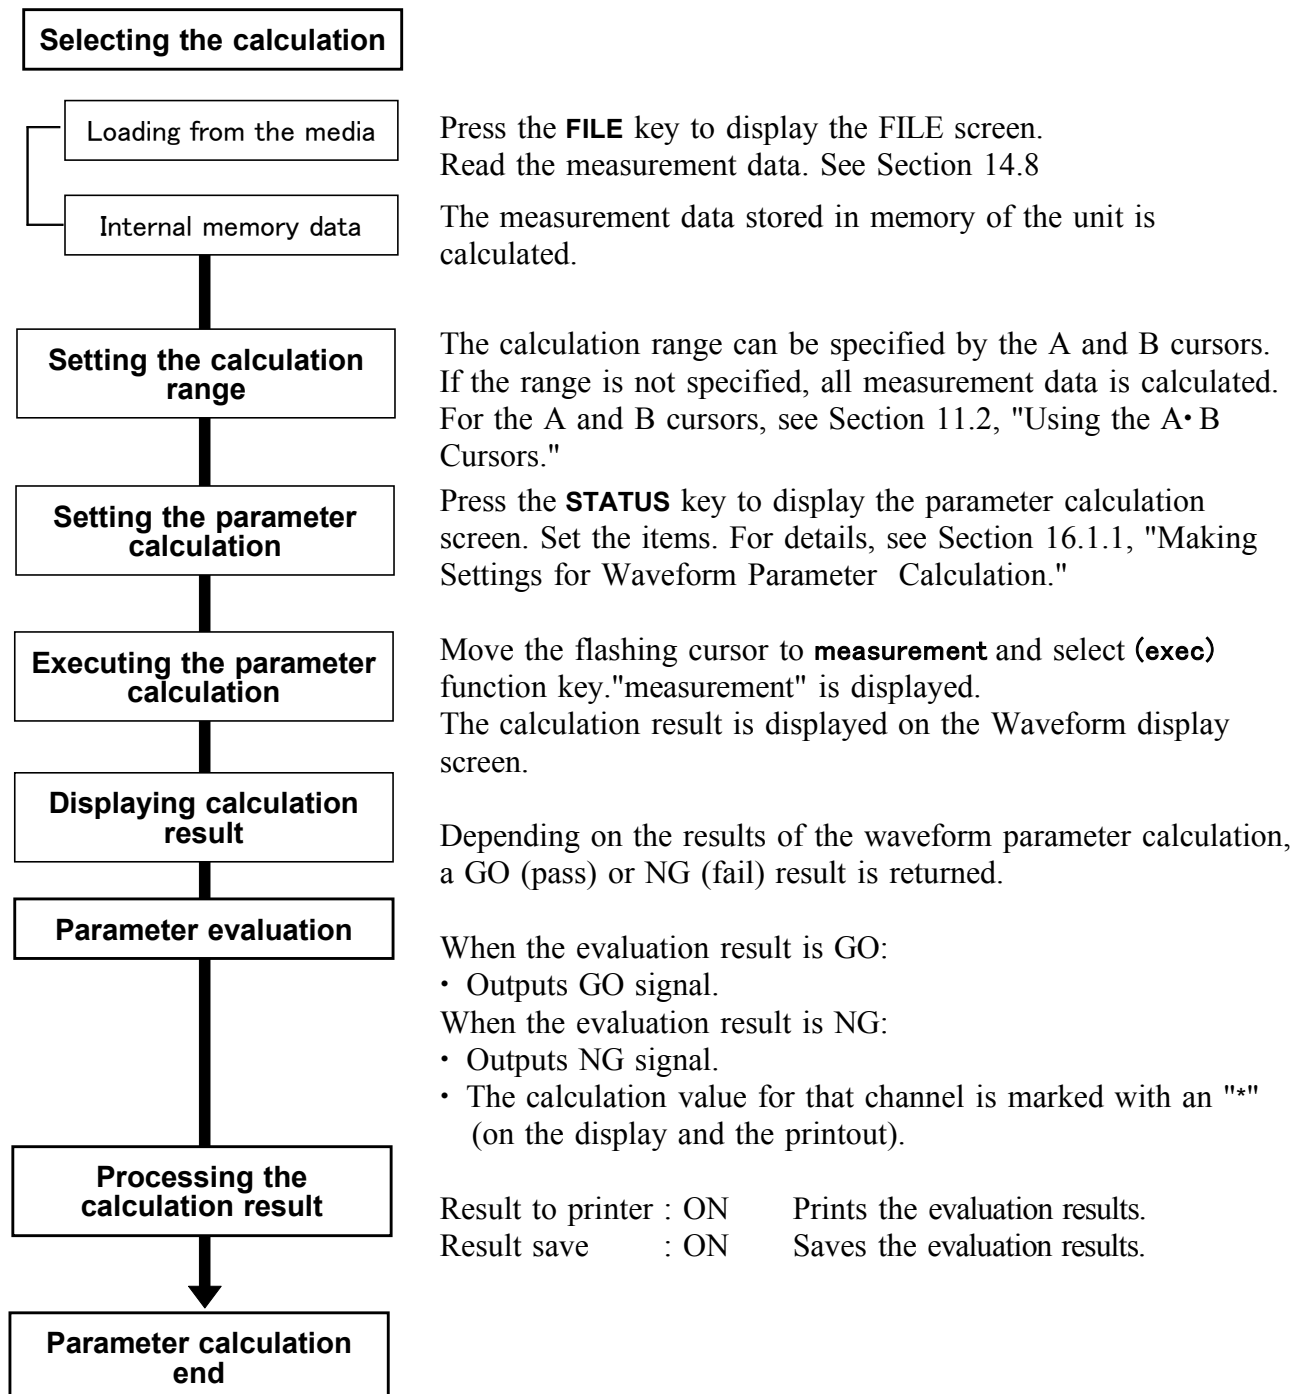 Selecting the calculation
Loading from the media
Press the FILE key to display the FILE screen.
Read the measurement data. See Section 14.8
Internal memory data
The measurement data stored in memory of the unit is
calculated.
Setting the calculation
range
The calculation range can be specified by the A and B cursors.
If the range is not specified, all measurement data is calculated.
For the A and B cursors, see Section 11.2, "Using the A・B
Cursors."
Setting the parameter
calculation
Press the STATUS key to display the parameter calculation
screen. Set the items. For details, see Section 16.1.1, "Making
Settings for Waveform Parameter Calculation."
Executing the parameter
calculation
Move the flashing cursor to measurement and select (exec)
function key."measurement" is displayed.
The calculation result is displayed on the Waveform display
screen.
Displaying calculation
result
Depending on the results of the waveform parameter calculation,
a GO (pass) or NG (fail) result is returned.
Parameter evaluation
When the evaluation result is GO:
・ Outputs GO signal.
When the evaluation result is NG:
・ Outputs NG signal.
・ The calculation value for that channel is marked with an "*"
(on the display and the printout).
Processing the
calculation result
Result to printer : ON Prints the evaluation results.
Result save : ON Saves the evaluation results.
Parameter calculation
end